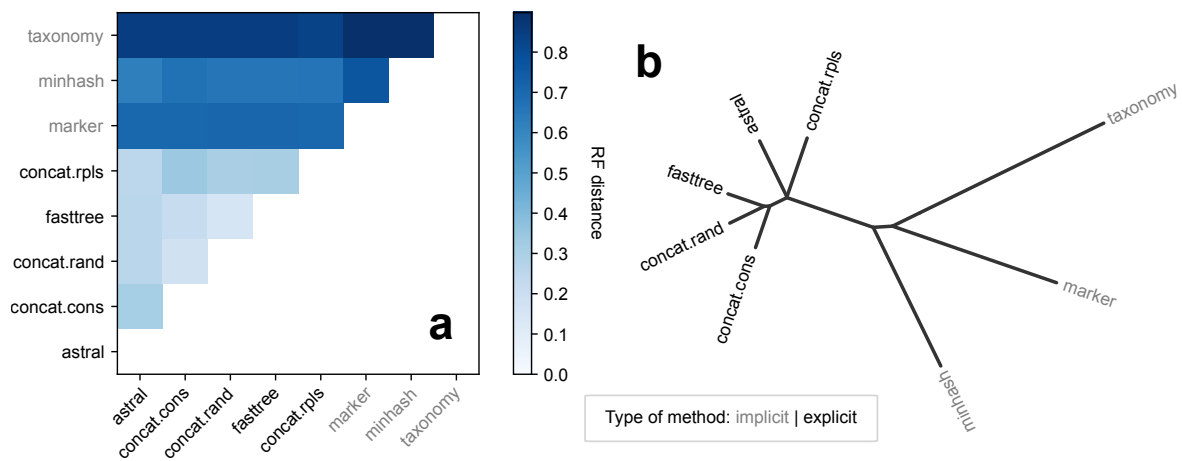 taxonomy
minhash
marker
concat.rpls
fasttree
concat.rand
concat.cons
astral
a
astral
concat.cons
concat.rand
fasttree
concat.rpls
marker
minhash
taxonomy
0.8
0.7
0.6
0.5
0.4
0.3
0.2
0.1
0.0
RF distance
b
concat.rpls
astral
taxonomy
fasttree
concat.rand
concat.cons
marker
minhash
Type of method: implicit | explicit